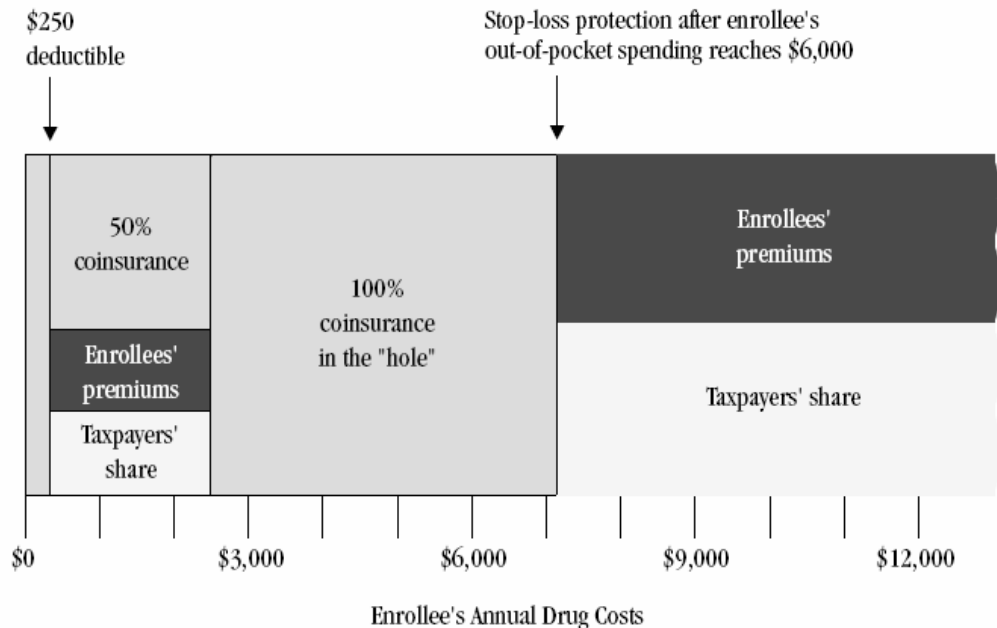 $250
deductible
Stop-loss protection after enrollee's
out-of-pocket spending reaches $6,000
50%
coinsurance
Enrollees'
premiums
Taxpayers'
share
100%
coinsurance
in the "hole"
Enrollees'
premiums
Taxpayers' share
$0 $3,000 $6,000 $9,000 $12,000
Enrollee's Annual Drug Costs